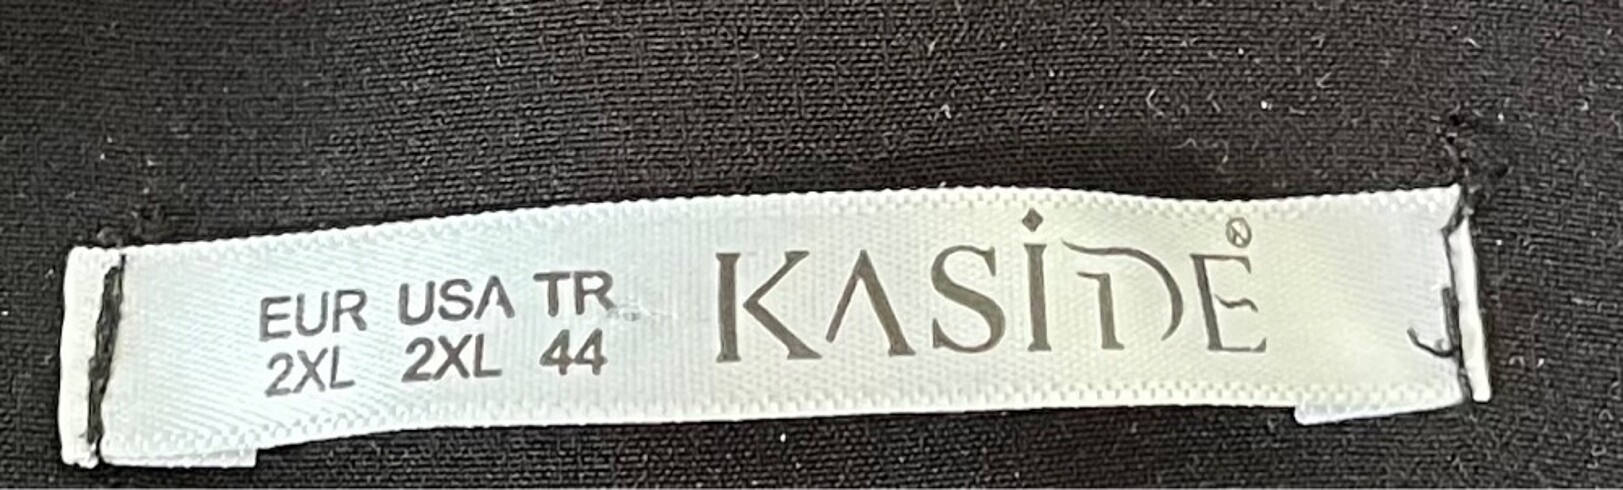 EUR USA TR
2XL 2XL 44
KASİDE®